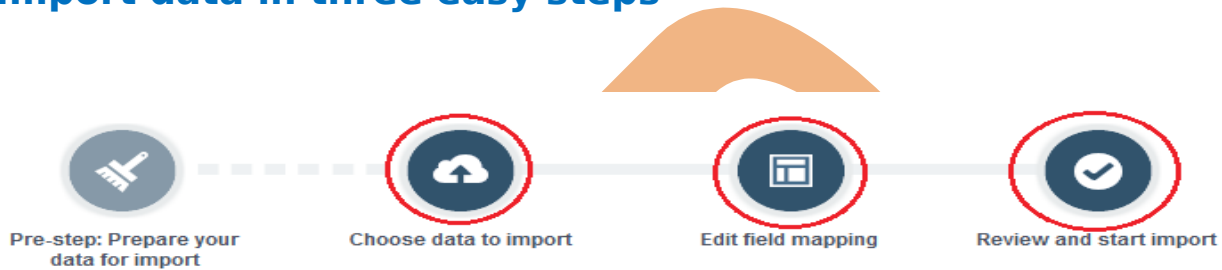 Import data in three easy steps
Pre-step: Prepare your
data for import
Choose data to import
Edit field mapping
Review and start import